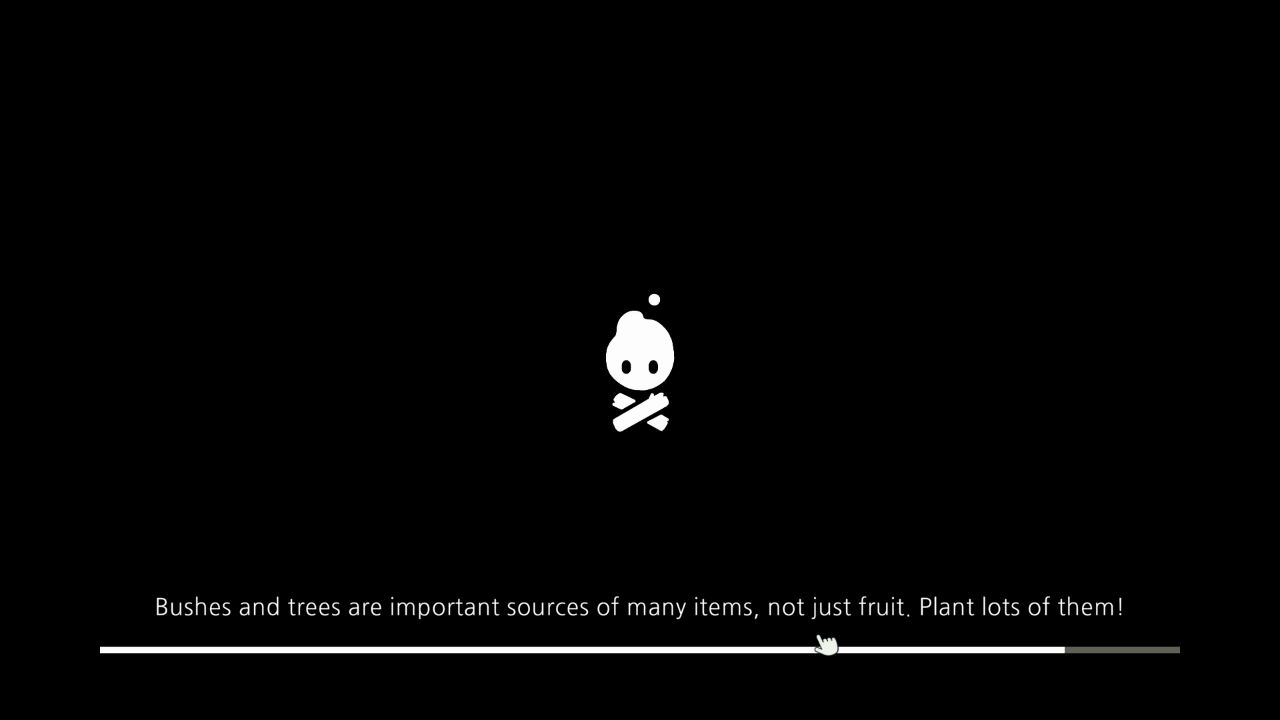 Bushes and trees are important sources of many items, not just fruit. Plant lots of them!